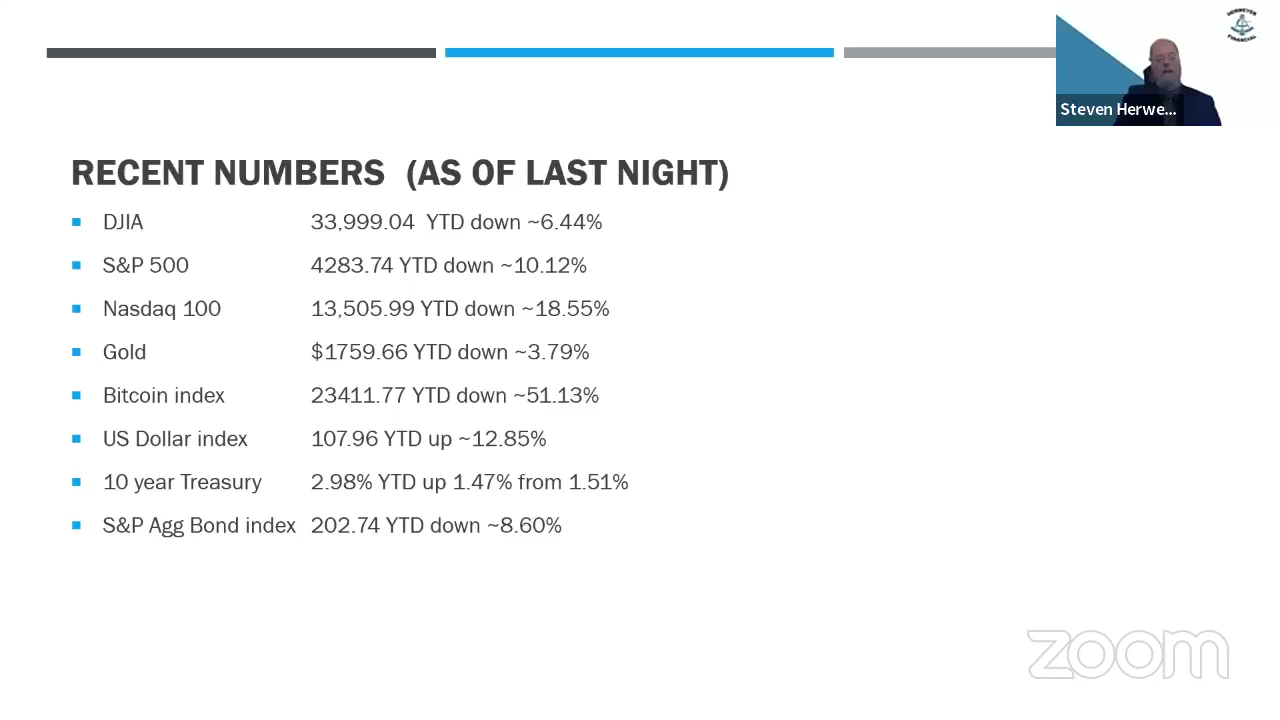 HERWEYER
FINANCIAL
Steven Herwe...
RECENT NUMBERS (AS OF LAST NIGHT)
DJIA 33,999.04 YTD down ~6.44%
S&P 500 4283.74 YTD down ~10.12%
Nasdaq 100 13,505.99 YTD down ~18.55%
Gold $1759.66 YTD down ~3.79%
Bitcoin index 23411.77 YTD down ~51.13%
US Dollar index 107.96 YTD up ~12.85%
10 year Treasury 2.98% YTD up 1.47% from 1.51%
S&P Agg Bond index 202.74 YTD down ~8.60%
zoom